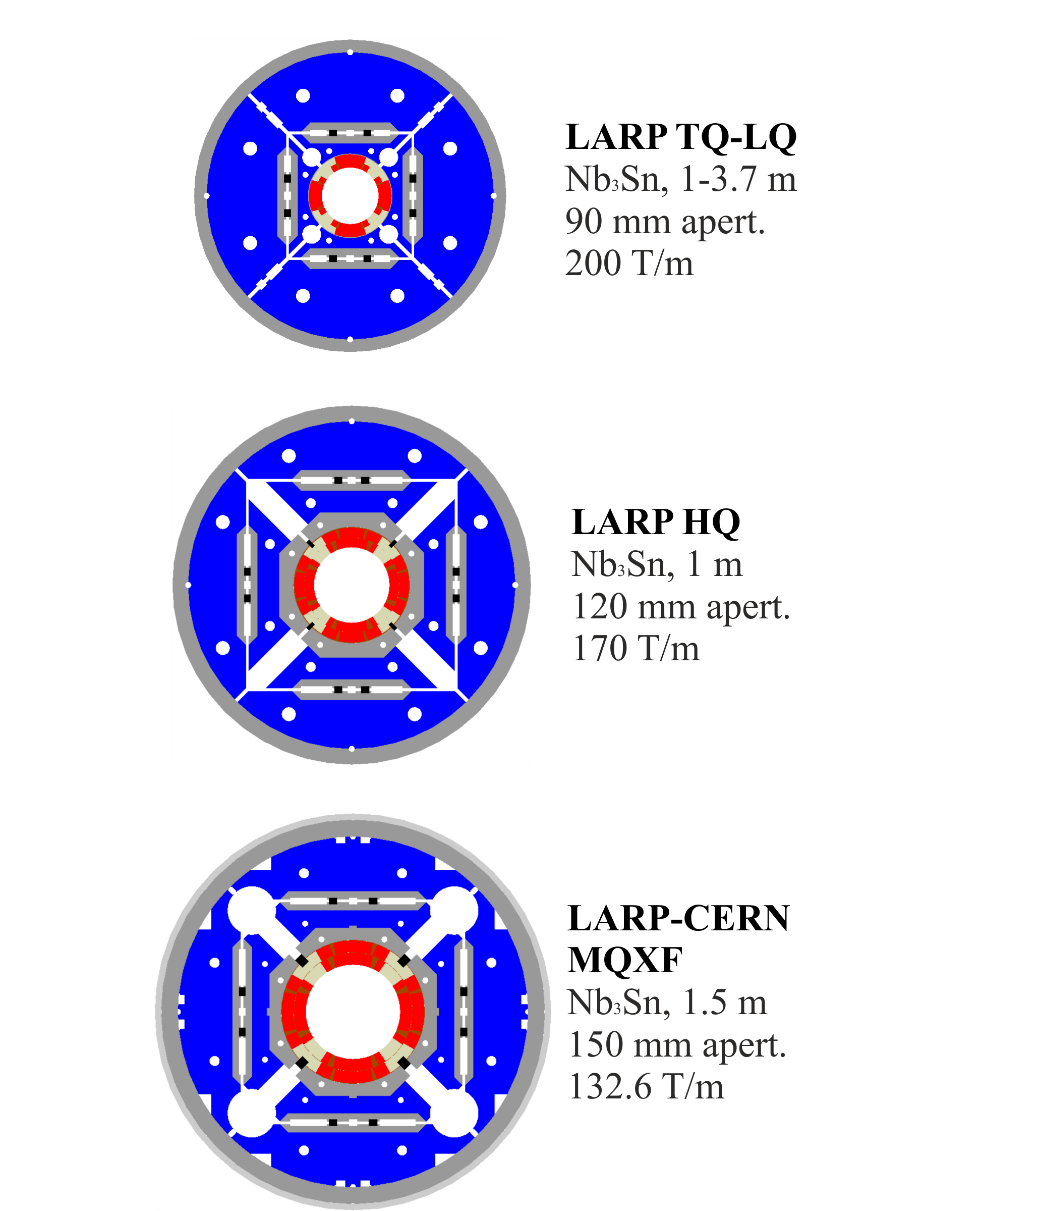 LARP TQ-LQ
Nb₃Sn, 1-3.7 m
90 mm apert.
200 T/m
LARP HQ
Nb₃Sn, 1 m
120 mm apert.
170 T/m
LARP-CERN
MQXF
Nb₃Sn, 1.5 m
150 mm apert.
132.6 T/m